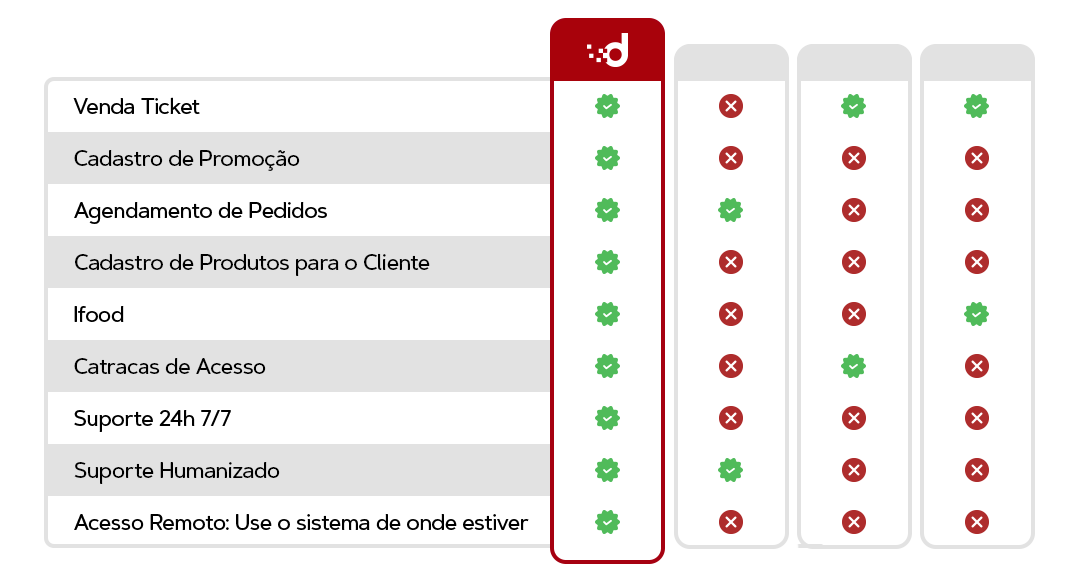 Venda Ticket
Cadastro de Promoção
Agendamento de Pedidos
Cadastro de Produtos para o Cliente
Ifood
Catracas de Acesso
Suporte 24h 7/7
Suporte Humanizado
Acesso Remoto: Use o sistema de onde estiver